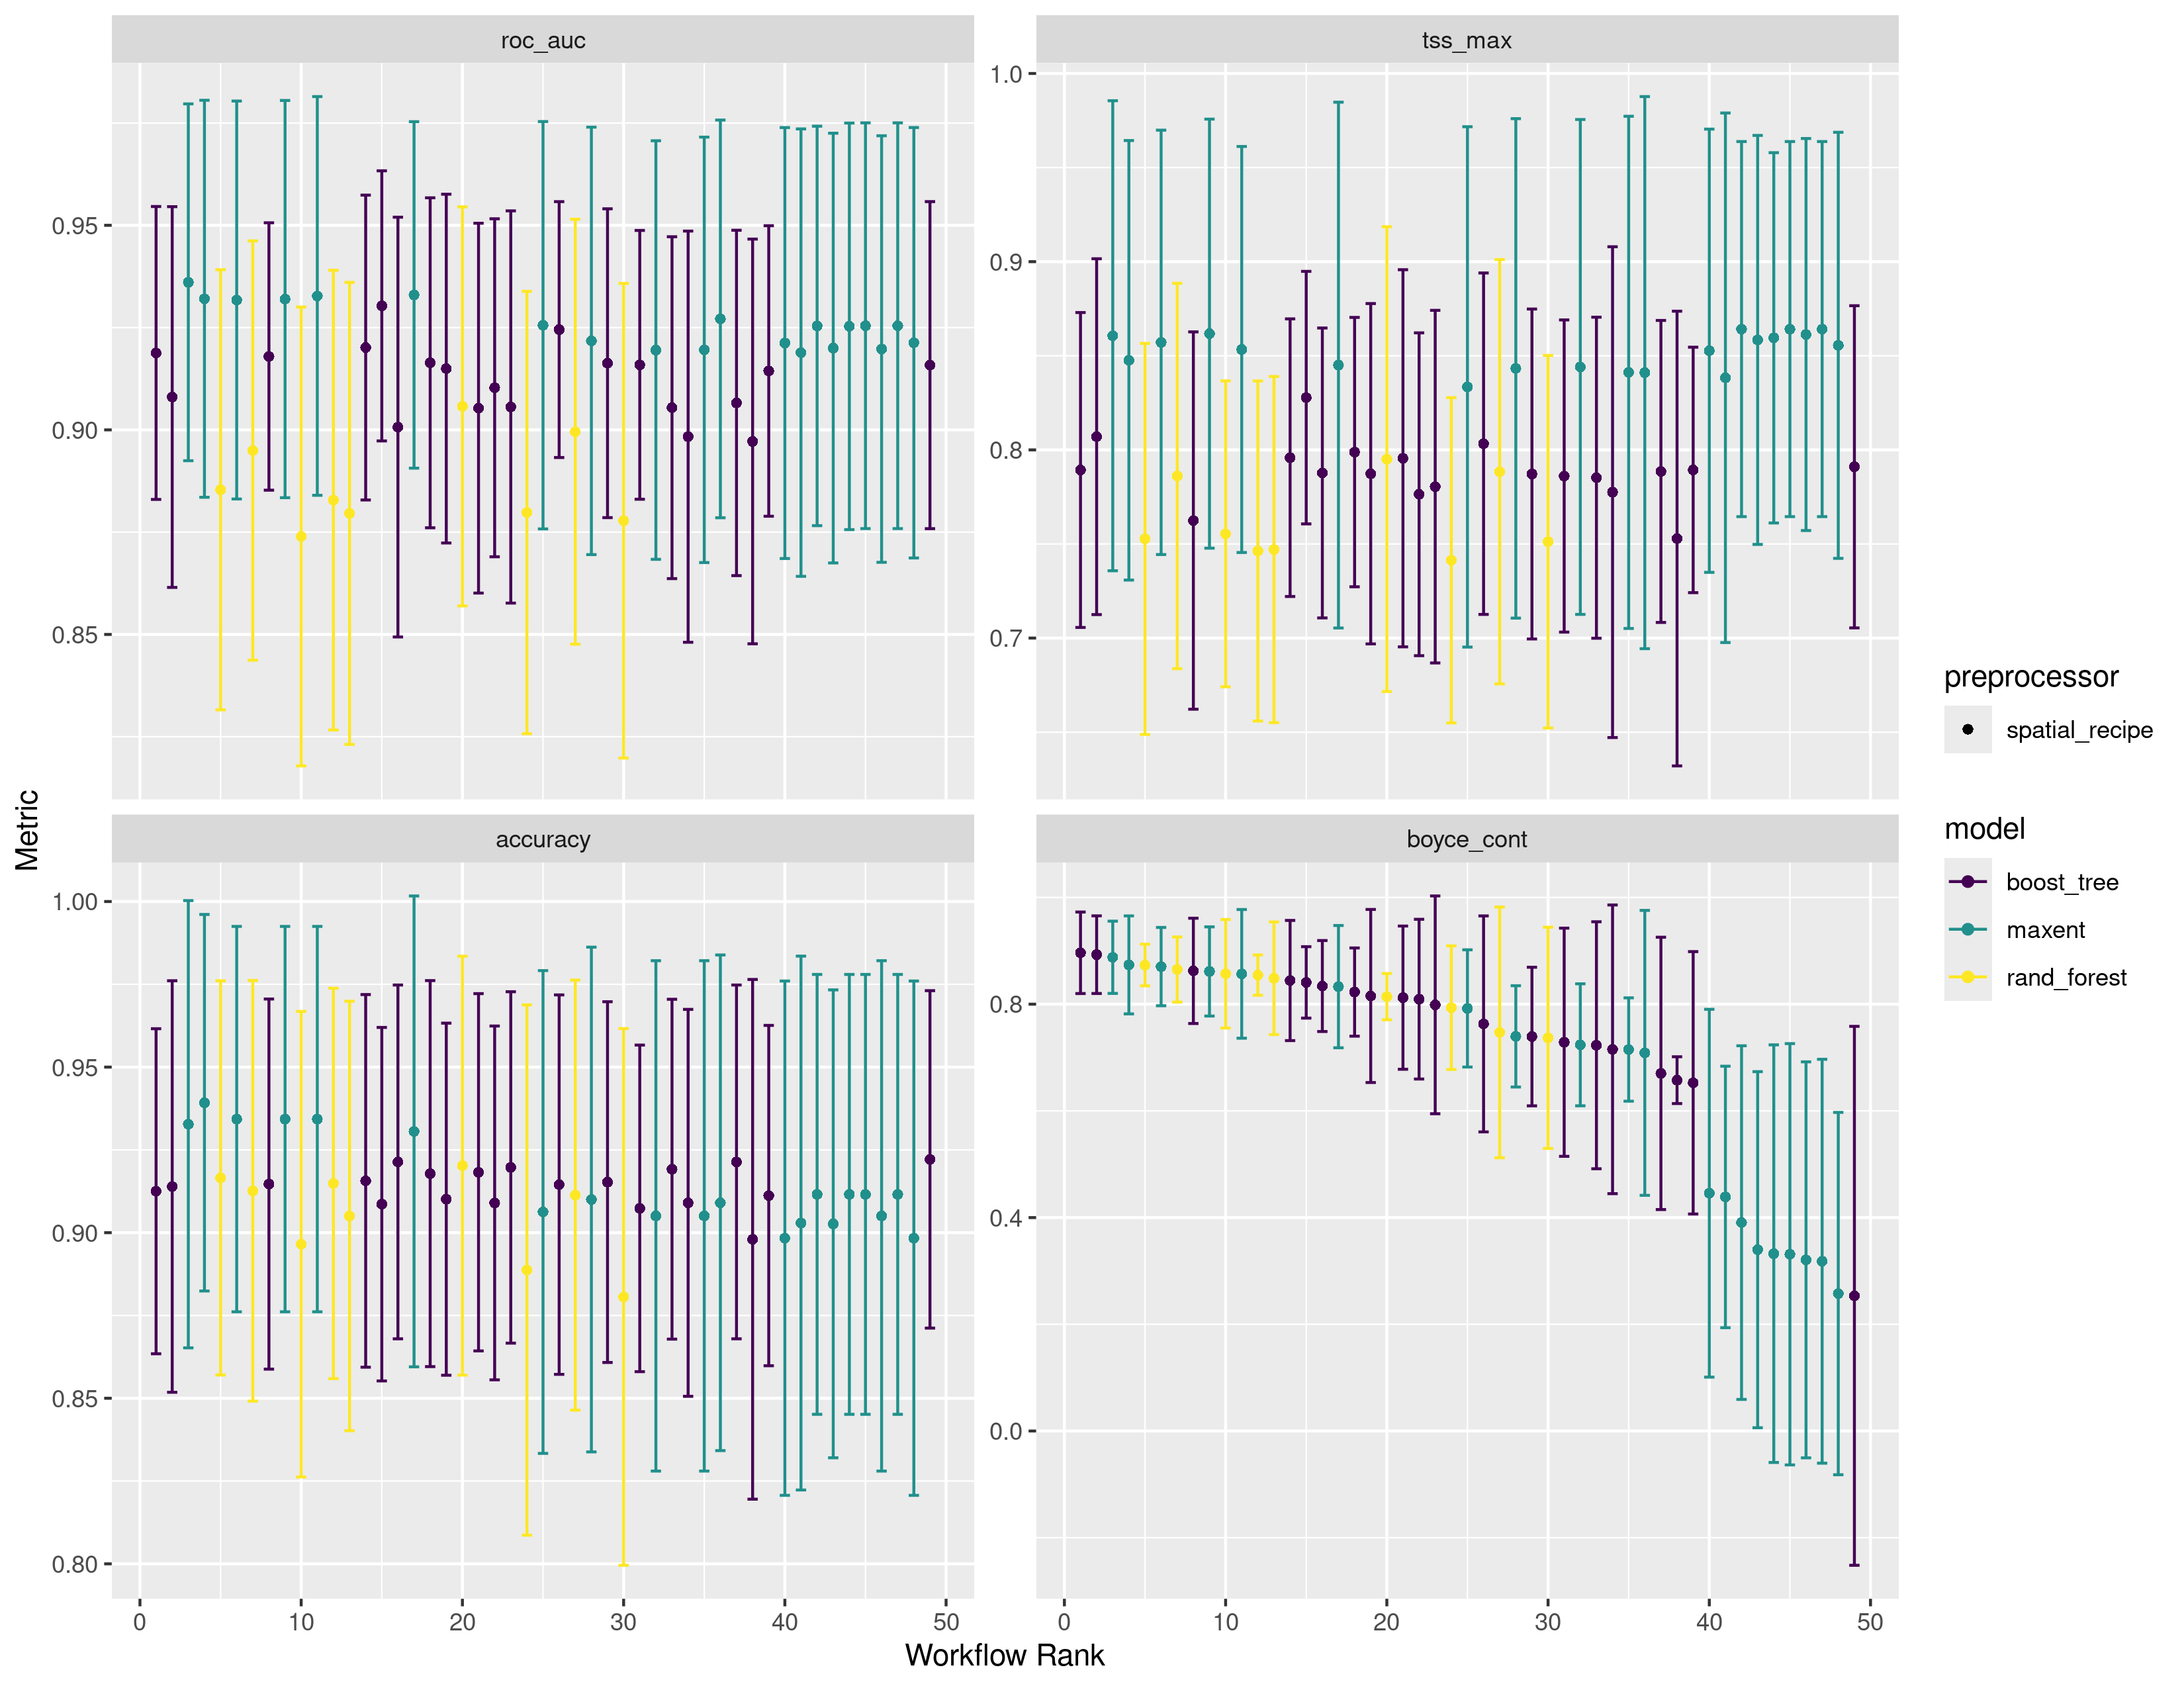 roc_auc
tss_max
0.95
0.90
0.85
1.0
0.9
0.8
0.7
accuracy
boyce_cont
1.00
0.95
0.90
0.85
0.80
0.8
0.4
0.0
0 10 20 30 40 50
0 10 20 30 40 50
Metric
Workflow Rank
preprocessor
spatial_recipe
model
boost_tree
maxent
rand_forest